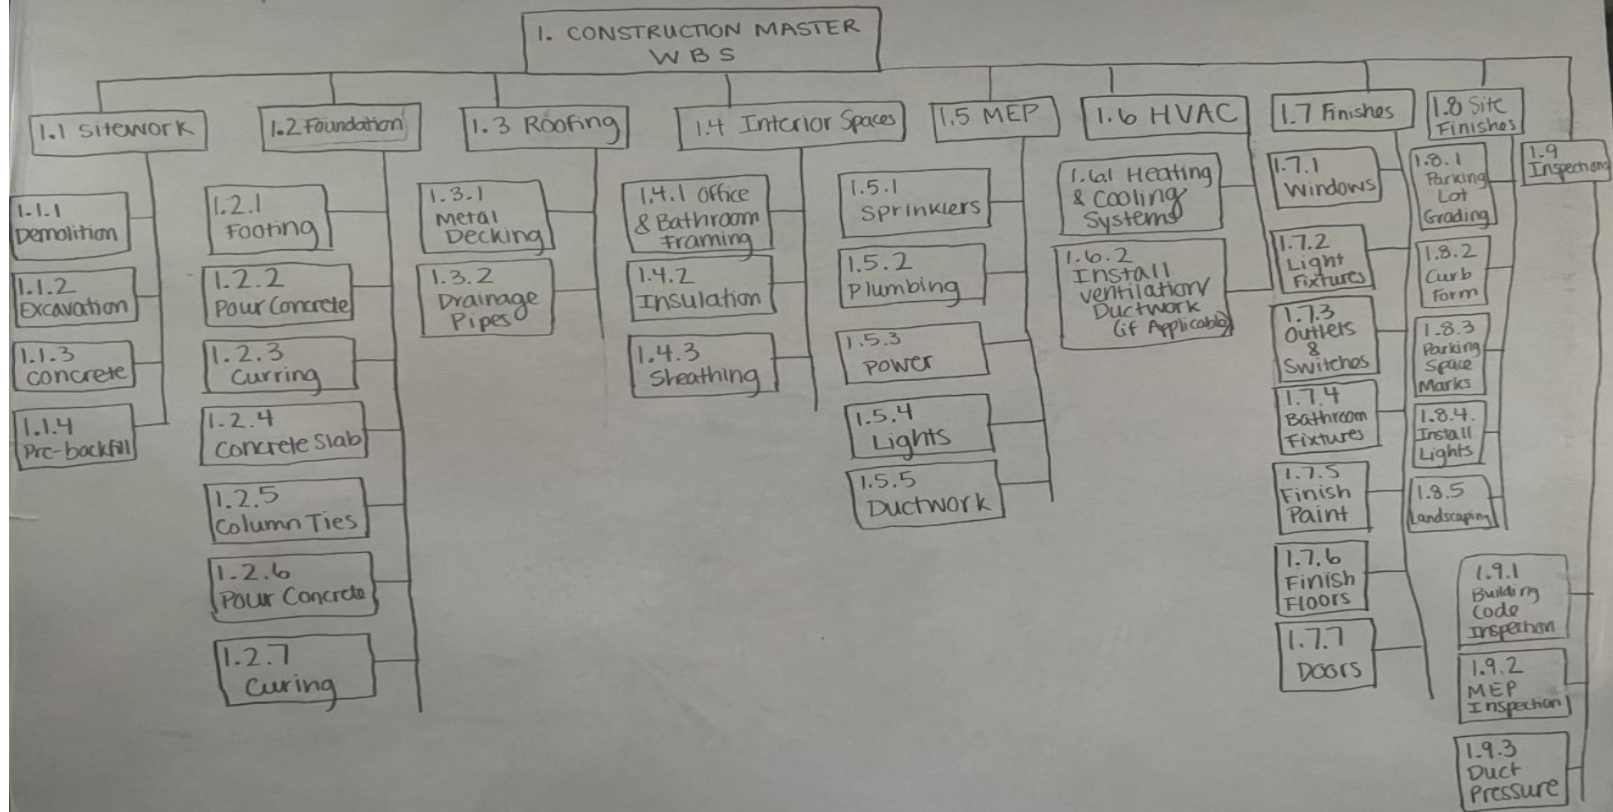 1. CONSTRUCTION MASTER
WBS
1.1 Sitework
1.1.1
Demolition
1.1.2
Excavation
1.1.3
Concrete
1.1.4
Pre-backfill
1.2 Foundation
1.2.1
Footing
1.2.2
Pour Concrete
1.2.3
Curring
1.2.4
Concrete Slab
1.2.5
Column Ties
1.2.6
Pour Concrete
1.2.7
Curing
1.3 Roofing
1.3.1
Metal
Decking
1.3.2
Drainage
Pipes
1.4 Interior Spaces
1.4.1 Office
& Bathroom
Framing
1.4.2
Insulation
1.4.3
Sheathing
1.5 MEP
1.5.1
Sprinklers
1.5.2
Plumbing
1.5.3
Power
1.5.4
Lights
1.5.5
Ductwork
1.6 HVAC
1.6.1 Heating
& Cooling
Systems
1.6.2
Install
Ventilation/
Ductwork
(if Applicable)
1.7 Finishes
1.7.1
Windows
1.7.2
Light
Fixtures
1.7.3
Outlets
&
Switches
1.7.4
Bathroom
Fixtures
1.7.5
Finish
Paint
1.7.6
Finish
Floors
1.7.7
Doors
1.8 Site
Finishes
1.8.1
Parking
Lot
Grading
1.8.2
Curb
Form
1.8.3
Parking
Space
Marks
1.8.4.
Install
Lights
1.8.5
Landscaping
1.9
Inspections
1.9.1
Building
Code
Inspection
1.9.2
MEP
Inspection
1.9.3
Duct
Pressure